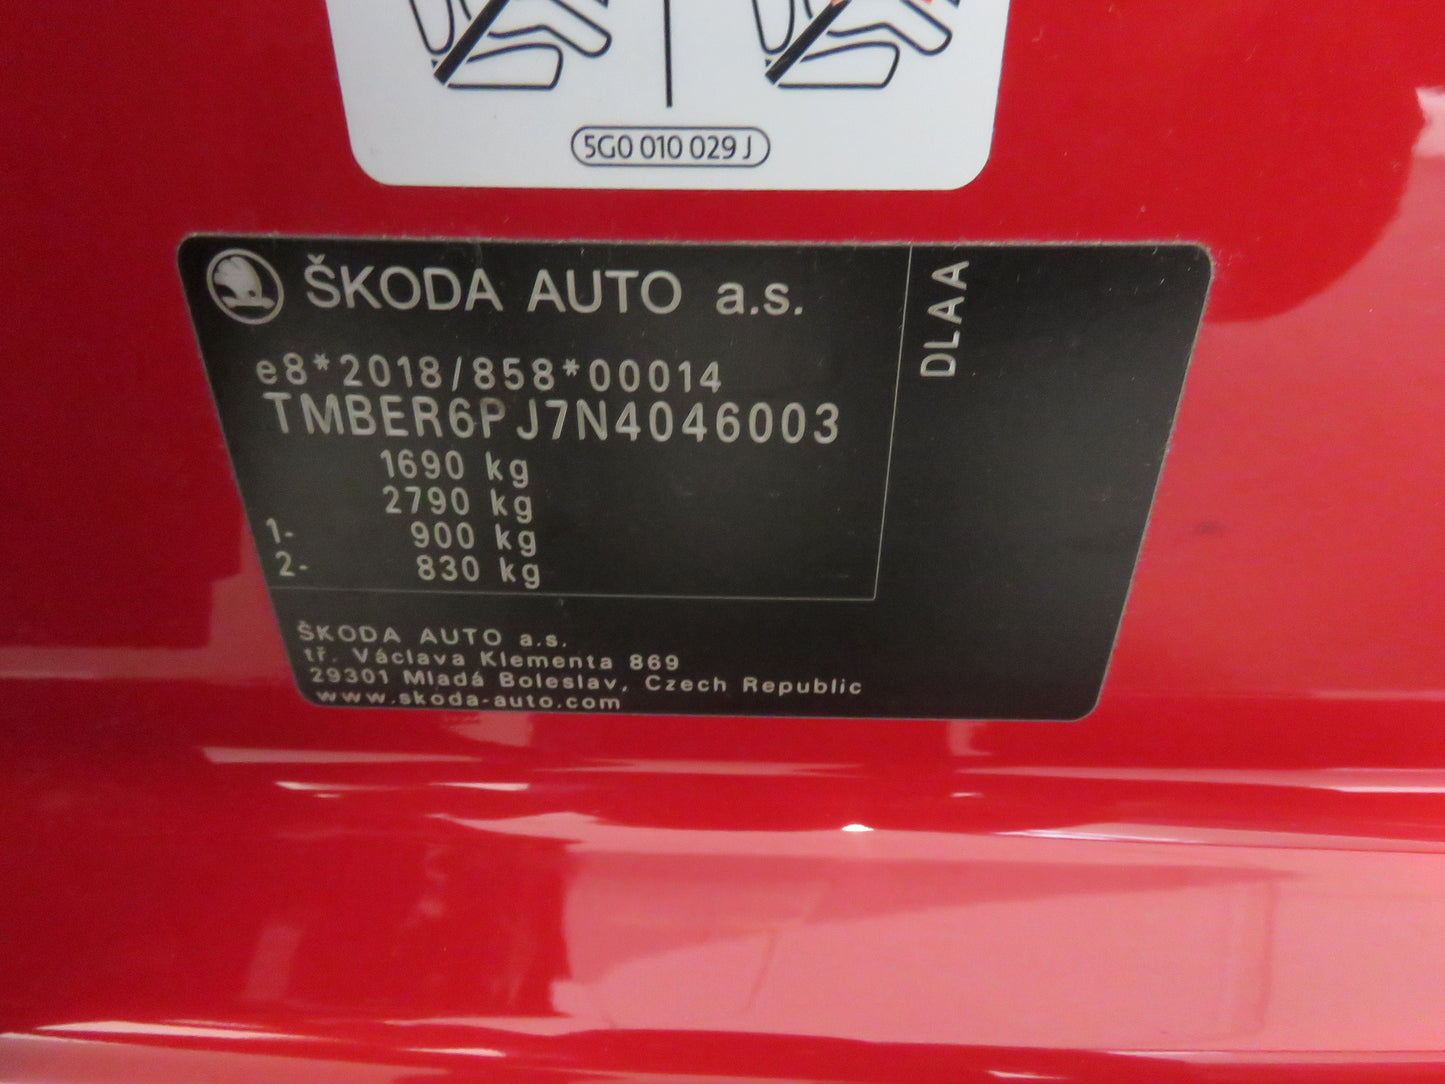 5G0 010 029 J
ŠKODA AUTO a.s.
DLAA
e8*2018/858*00014
TMBER6PJ7N4046003
1690 kg
2790 kg
1- 900 kg
2- 830 kg
ŠKODA AUTO a.s.
tř. Václava Klementa 869
29301 Mladá Boleslav, Czech Republic
www.skoda-auto.com